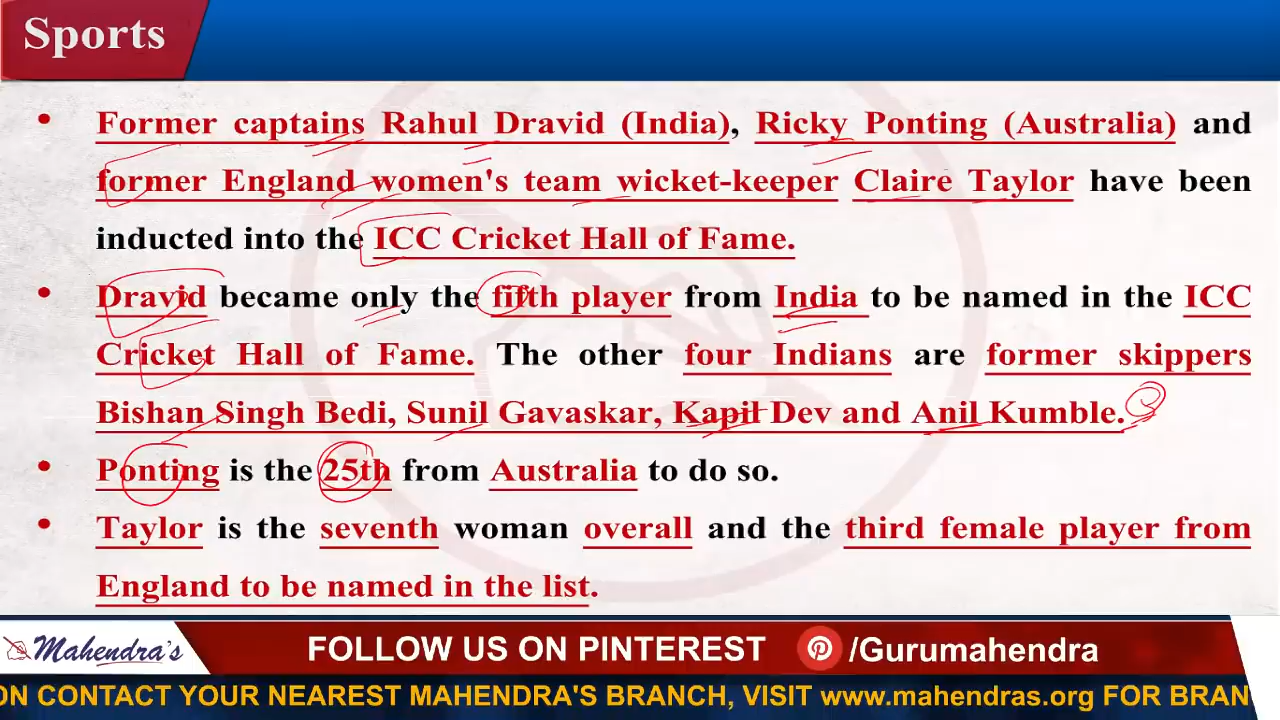 Sports
• Former captains Rahul Dravid (India), Ricky Ponting (Australia) and
former England women's team wicket-keeper Claire Taylor have been
inducted into the ICC Cricket Hall of Fame.
• Dravid became only the fifth player from India to be named in the ICC
Cricket Hall of Fame. The other four Indians are former skippers
Bishan Singh Bedi, Sunil Gavaskar, Kapil Dev and Anil Kumble.
• Ponting is the 25th from Australia to do so.
• Taylor is the seventh woman overall and the third female player from
England to be named in the list.
Mahendra's FOLLOW US ON PINTEREST /Gurumahendra
ON CONTACT YOUR NEAREST MAHENDRA'S BRANCH, VISIT www.mahendras.org FOR BRAN